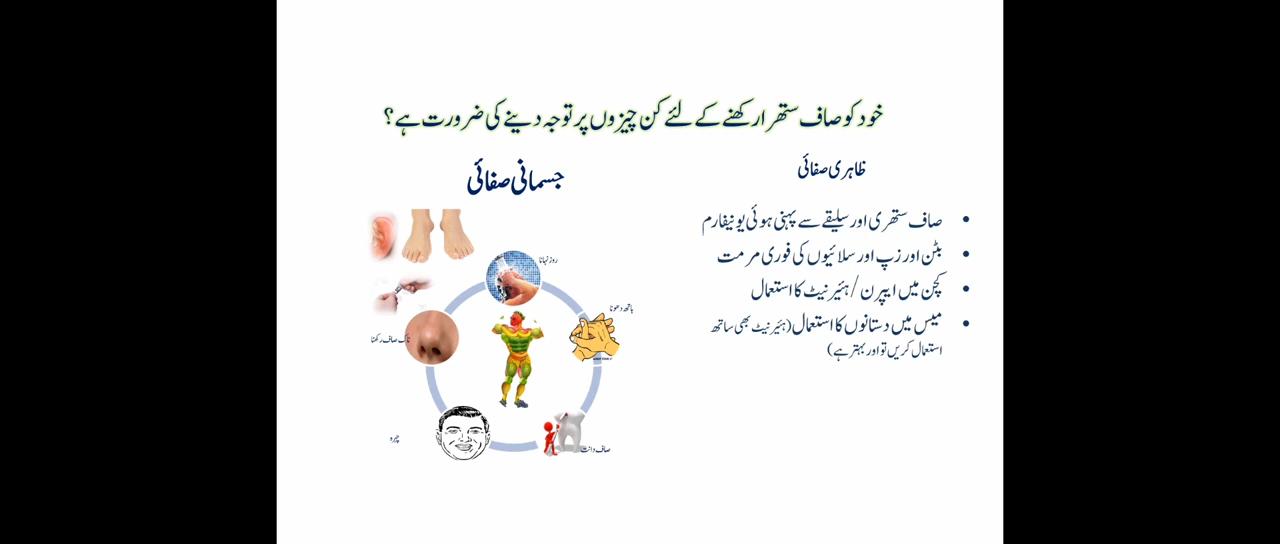 خود کو صاف ستھرا رکھنے کے لئے کن چیزوں پر توجہ دینے کی ضرورت ہے؟
ظاہری صفائی
صاف ستھری اور سلیقے سے پہنی ہوئی یونیفارم
بٹن اور زپ اور سلائیوں کی فوری مرمت
کچن میں ایپرن / ہئیر نیٹ کا استعمال
میس میں دستانوں کا استعمال (ہئیر نیٹ بھی ساتھ
استعمال کریں تو اور بہتر ہے)
جسمانی صفائی
روز نہانا
ہاتھ دھونا
صاف دانت
چہرہ
ناک صاف رکھنا